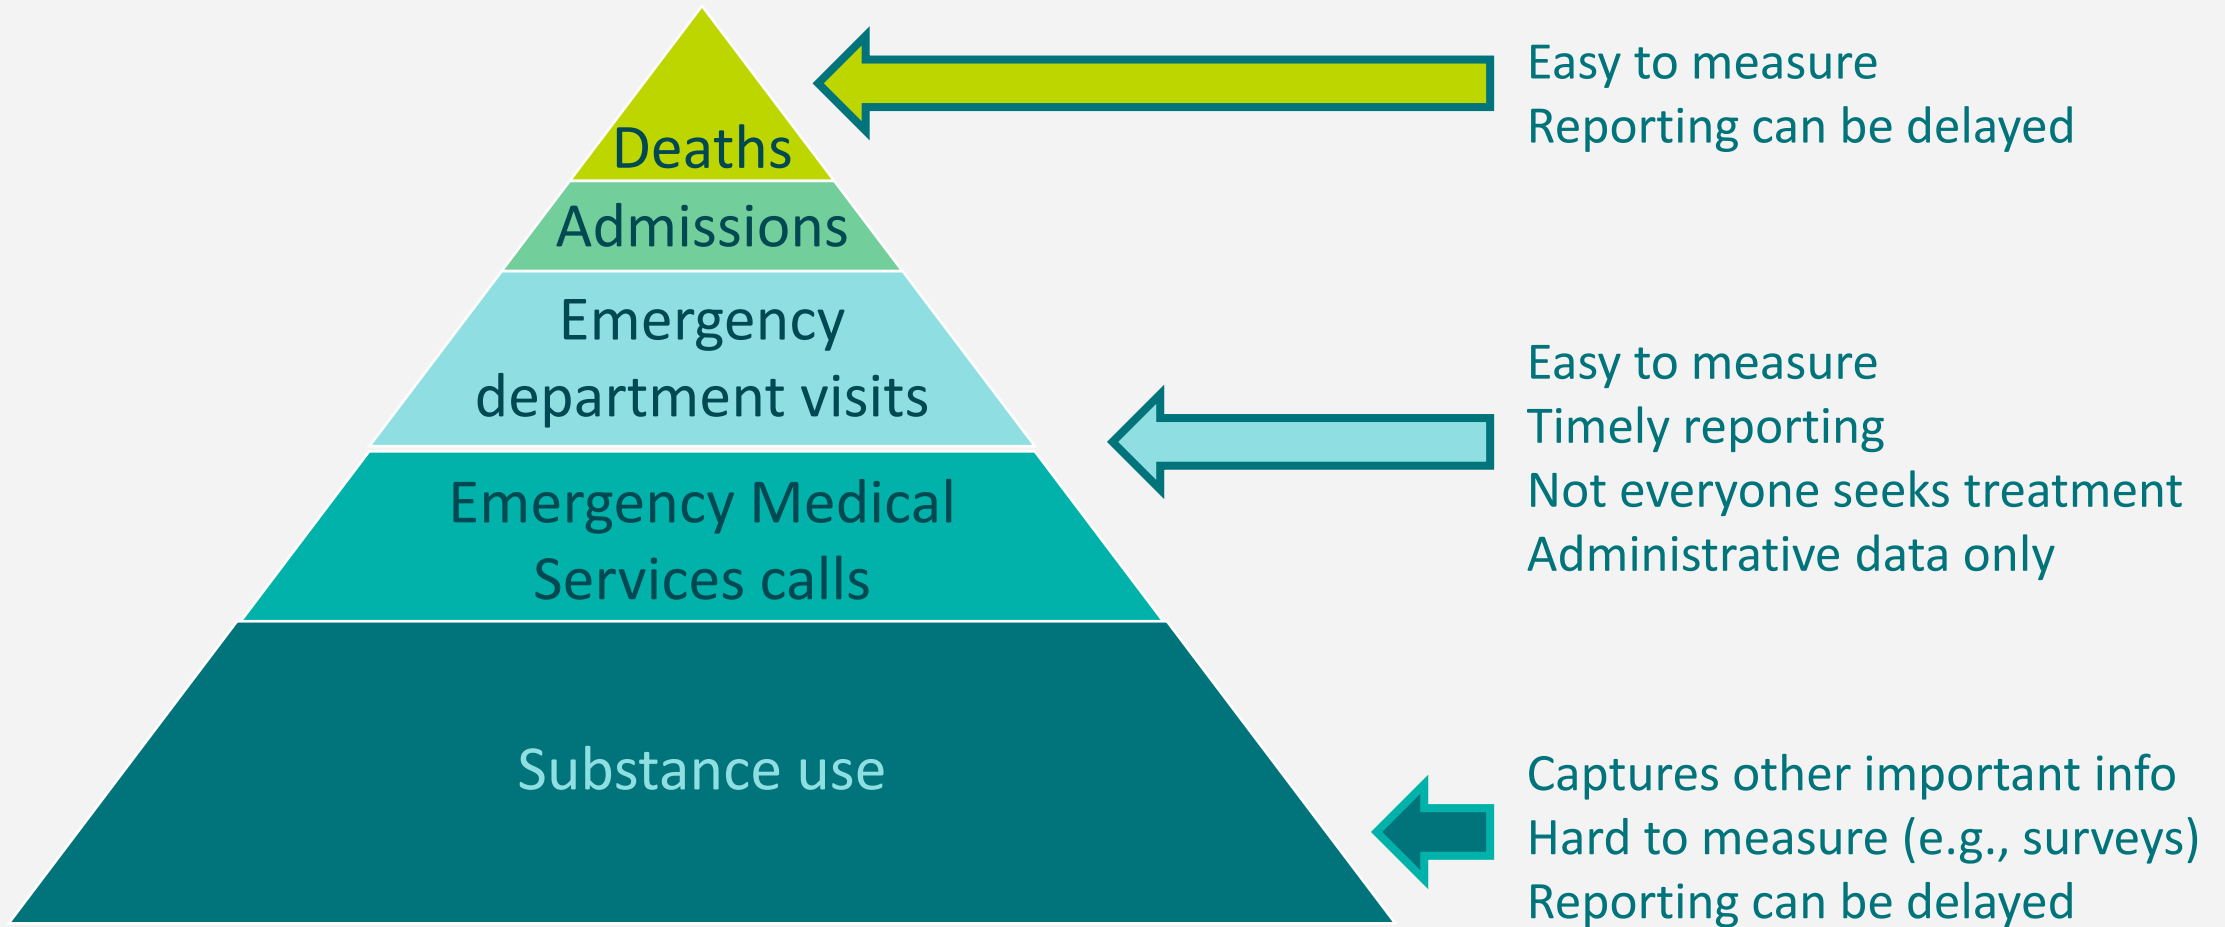 Deaths
Admissions
Emergency
department visits
Emergency Medical
Services calls
Substance use
Easy to measure
Reporting can be delayed
Easy to measure
Timely reporting
Not everyone seeks treatment
Administrative data only
Captures other important info
Hard to measure (e.g., surveys)
Reporting can be delayed